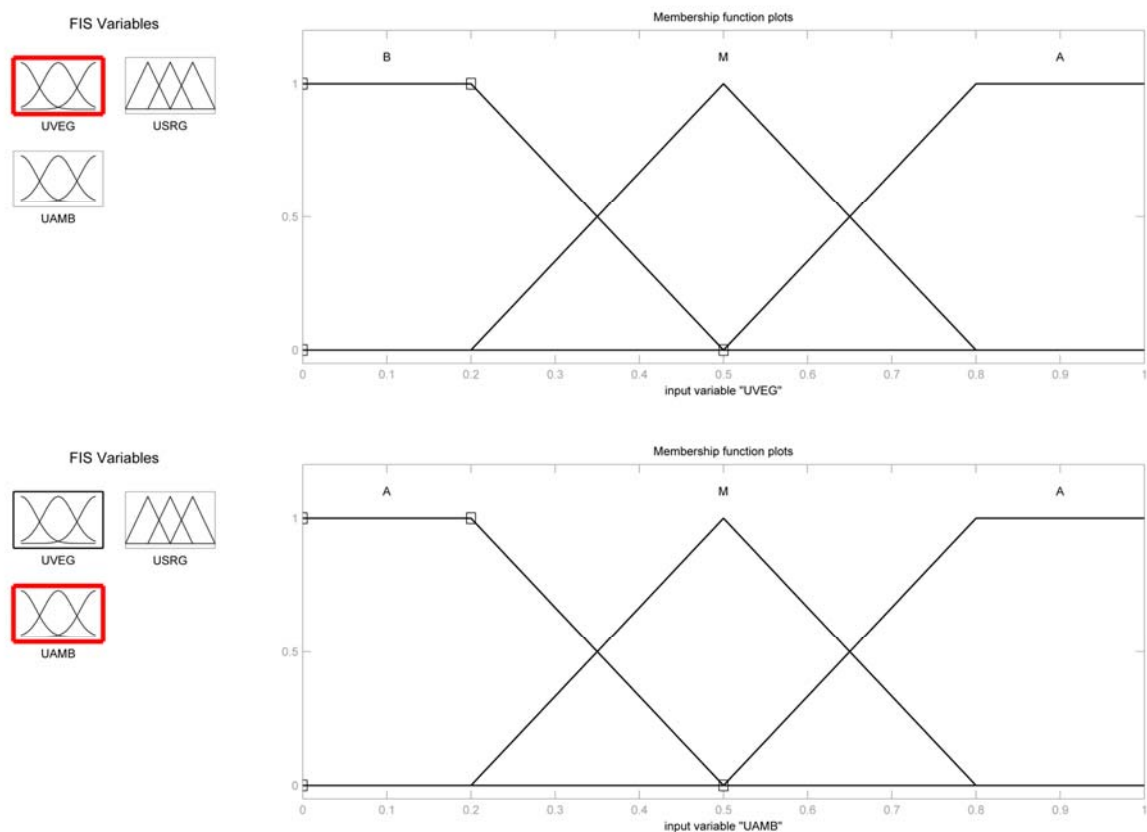 FIS Variables
UVEG USRG
UAMB
Membership function plots
B M A
1
0.5
0
0 0.1 0.2 0.3 0.4 0.5 0.6 0.7 0.8 0.9 1
input variable "UVEG"
FIS Variables
UVEG USRG
UAMB
Membership function plots
A M A
1
0.5
0
0 0.1 0.2 0.3 0.4 0.5 0.6 0.7 0.8 0.9 1
input variable "UAMB"